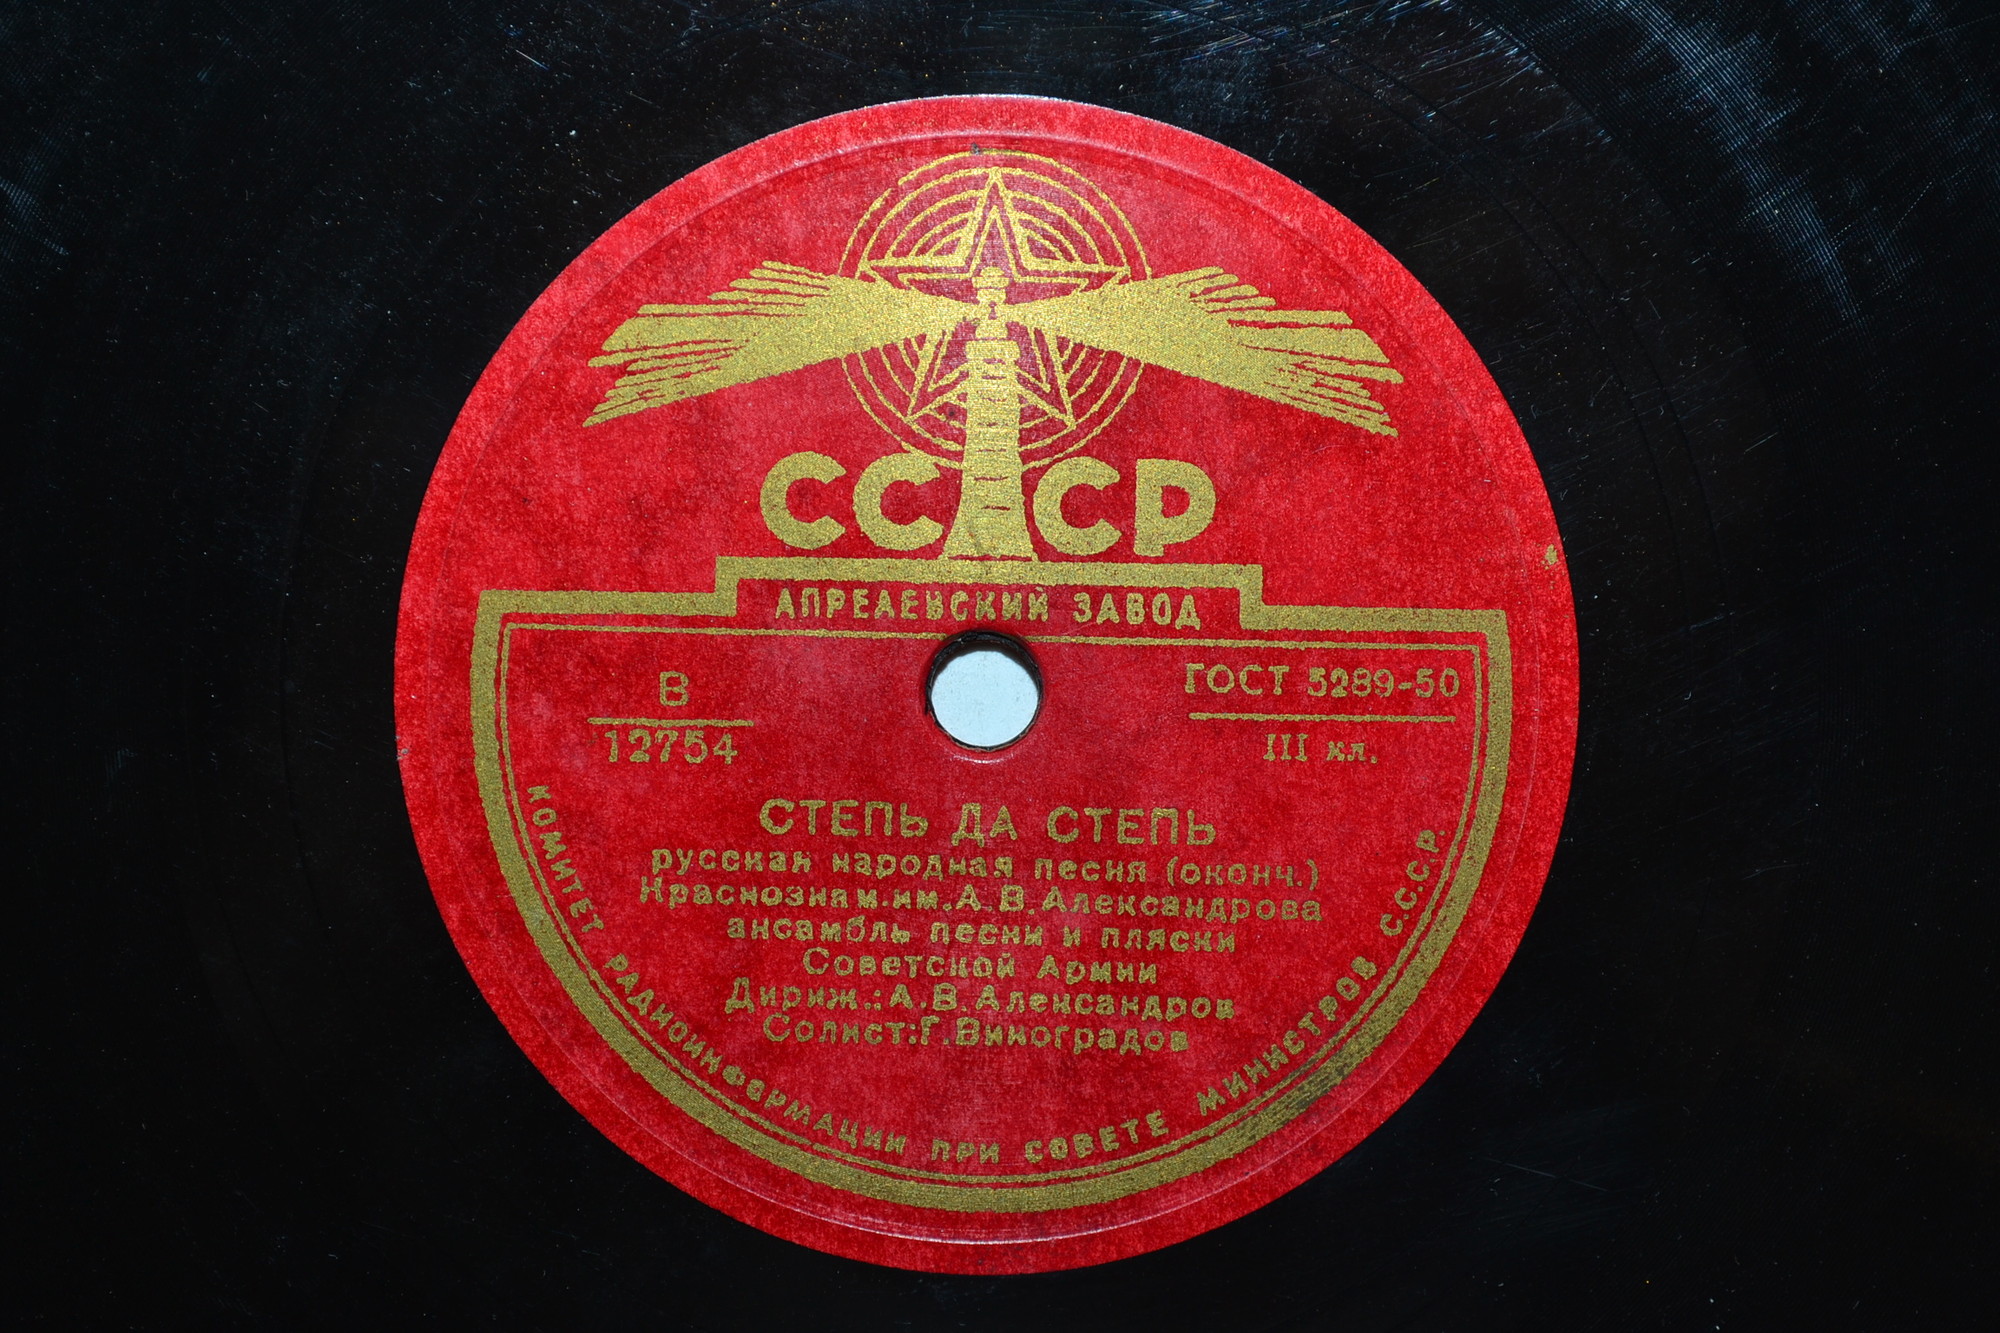 СССР
АПРЕЛЕВСКИЙ ЗАВОД
В
12754
ГОСТ 5289-50
III кл.
СТЕПЬ ДА СТЕПЬ
русская народная песня (оконч.)
Краснознам.им.А.В.Александрова
ансамбль песни и пляски
Советской Армии
Дириж.:А.В.Александров
Солист:Г.Виноградов
КОМИТЕТ РАДИОИНФОРМАЦИИ ПРИ СОВЕТЕ МИНИСТРОВ С.С.С.Р.